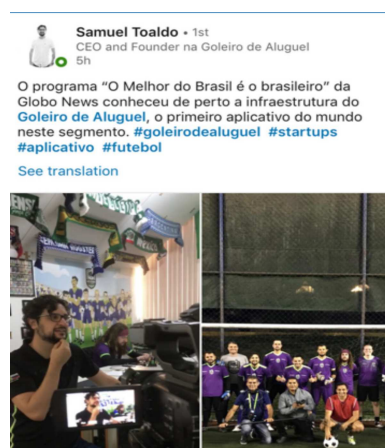 Samuel Toaldo • 1st
CEO and Founder na Goleiro de Aluguel
5h
O programa “O Melhor do Brasil é o brasileiro” da
Globo News conheceu de perto a infraestrutura do
Goleiro de Aluguel, o primeiro aplicativo do mundo
neste segmento. #goleirodealuguel #startups
#aplicativo #futebol
See translation